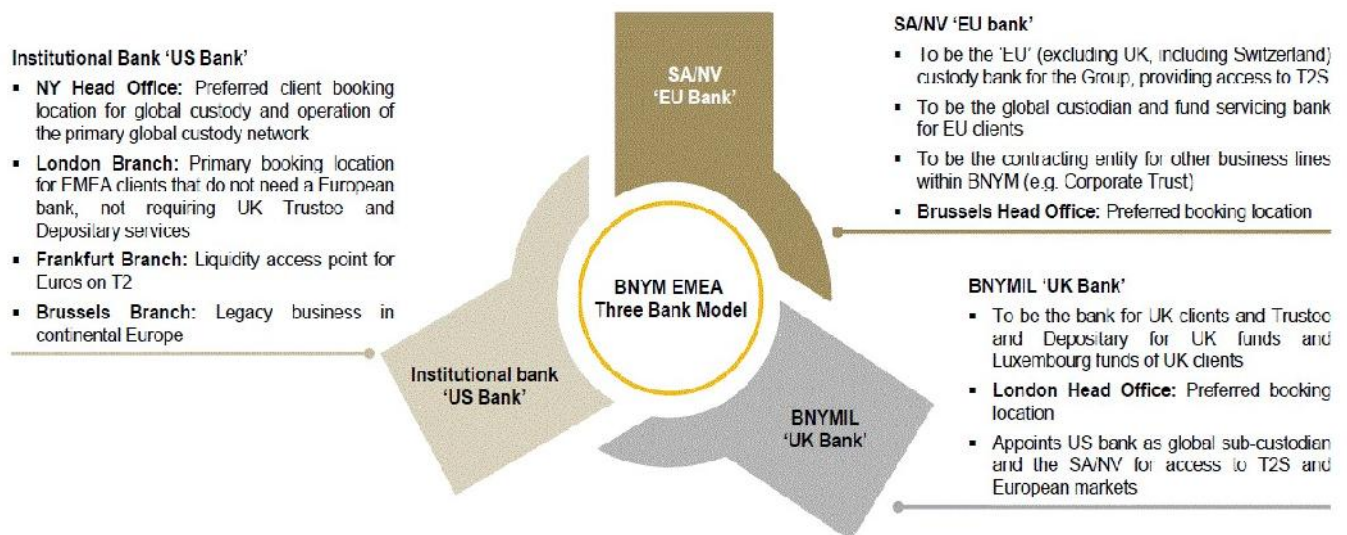 Institutional Bank ‘US Bank’
▪ NY Head Office: Preferred client booking
location for global custody and operation of
the primary global custody network
▪ London Branch: Primary booking location
for EMEA clients that do not need a European
bank, not requiring UK Trustee and
Depositary services
▪ Frankfurt Branch: Liquidity access point for
Euros on T2
▪ Brussels Branch: Legacy business in
continental Europe
SA/NV
‘EU Bank’
BNYM EMEA
Three Bank Model
Institutional bank
‘US Bank’
BNYMIL
‘UK Bank’
SA/NV ‘EU bank’
▪ To be the ‘EU’ (excluding UK, including Switzerland)
custody bank for the Group, providing access to T2S
▪ To be the global custodian and fund servicing bank
for EU clients
▪ To be the contracting entity for other business lines
within BNYM (e.g. Corporate Trust)
▪ Brussels Head Office: Preferred booking location
BNYMIL ‘UK Bank’
▪ To be the bank for UK clients and Trustee
and Depositary for UK funds and
Luxembourg funds of UK clients
▪ London Head Office: Preferred booking
location
▪ Appoints US bank as global sub-custodian
and the SA/NV for access to T2S and
European markets